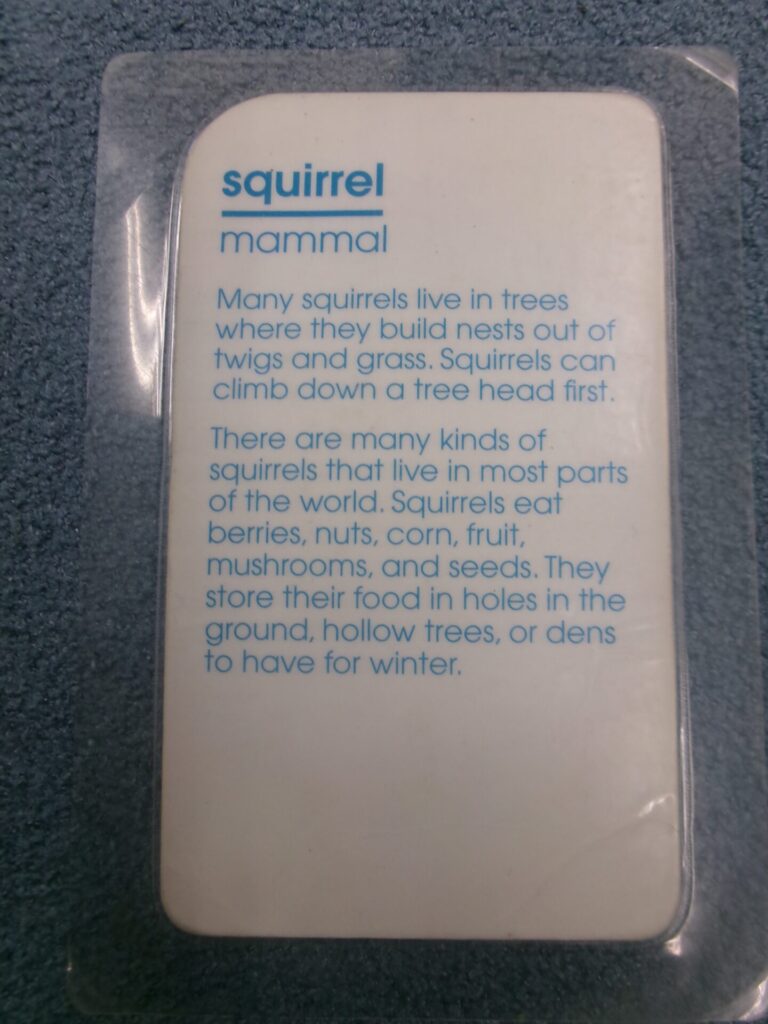 squirrel
mammal
Many squirrels live in trees
where they build nests out of
twigs and grass. Squirrels can
climb down a tree head first.
There are many kinds of
squirrels that live in most parts
of the world. Squirrels eat
berries, nuts, corn, fruit,
mushrooms, and seeds. They
store their food in holes in the
ground, hollow trees, or dens
to have for winter.